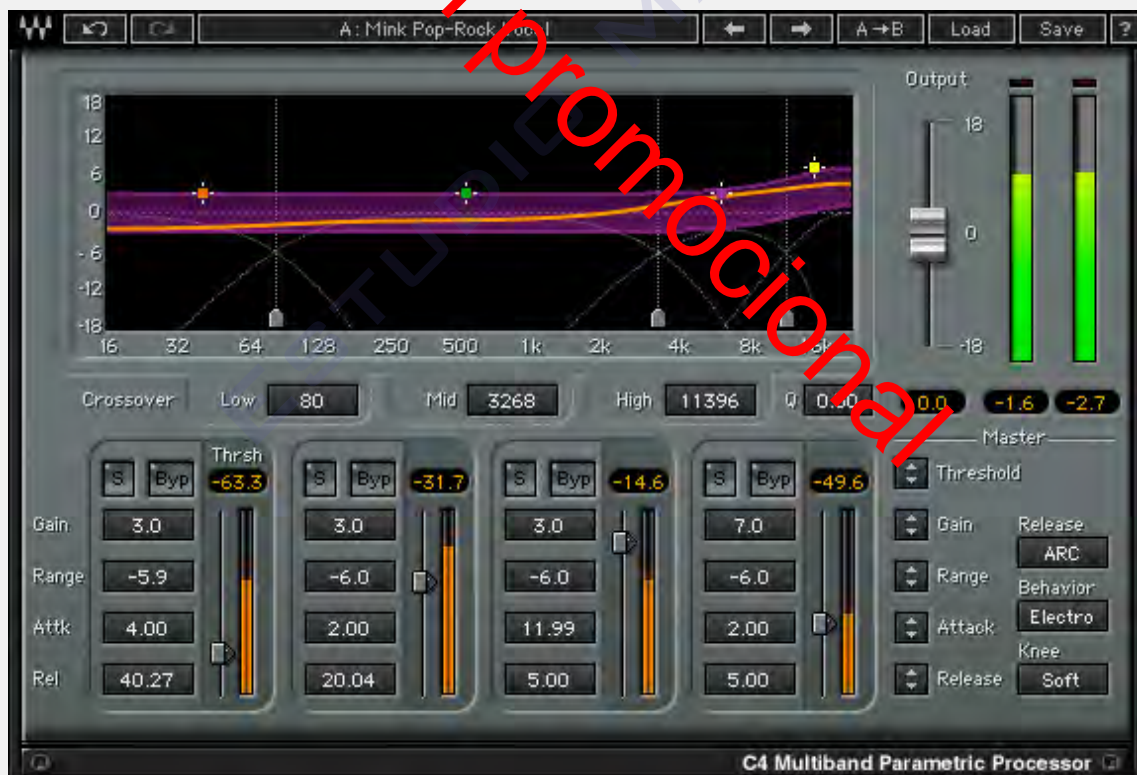 A: Mink Pop-Rock Vocal
A→B
Load
Save
?
Output
18
12
6
0
-6
-12
-18
16 32 64 128 250 500 1k 2k 4k 8k 16k
18
0
-18
Crossover Low 80 Mid 3268 High 11396 Q 0.60
0.0 -1.6 -2.7
Master
Thrsh
S Byp -63.3 S Byp -31.7 S Byp -14.6 S Byp -49.6 Threshold
Gain 3.0 3.0 3.0 7.0 Gain Release
ARC
Range -5.9 -6.0 -6.0 -6.0 Range Behavior
Electro
Attk 4.00 2.00 11.99 2.00 Attack Knee
Rel 40.27 20.04 5.00 5.00 Release Soft
C4 Multiband Parametric Processor
promocional